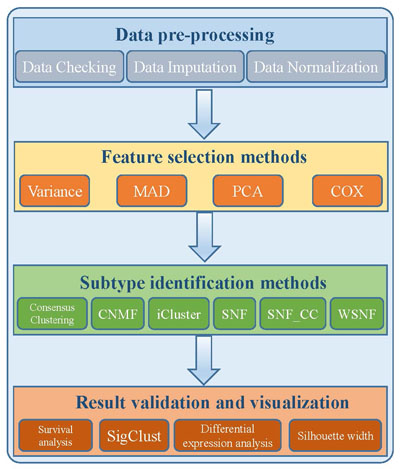 Data pre-processing
Data Checking
Data Imputation
Data Normalization
Feature selection methods
Variance
MAD
PCA
COX
Subtype identification methods
Consensus
Clustering
CNMF
iCluster
SNF
SNF_CC
WSNF
Result validation and visualization
Survival
analysis
SigClust
Differential
expression analysis
Silhouette width